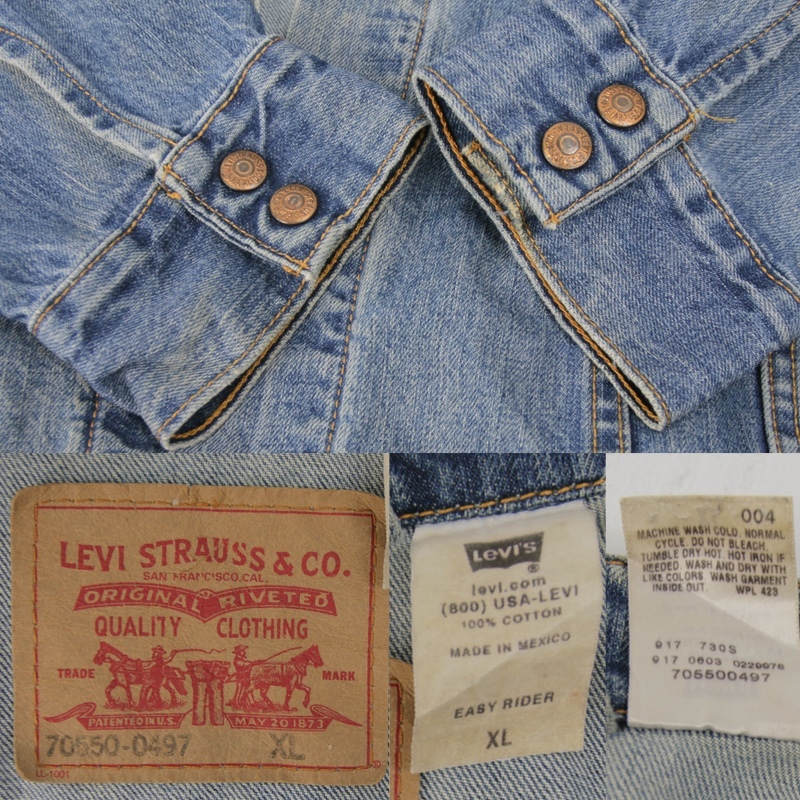 LEVI STRAUSS & CO.
SAN FRANCISCO, CAL.
ORIGINAL RIVETED
QUALITY CLOTHING
TRADE MARK
PATENTED IN U.S. MAY 20 1873
70550-0497 XL
LL-1001 ®
LEVI'S
®
levi.com
(800) USA-LEVI
100% COTTON
MADE IN MEXICO
EASY RIDER
XL
004
MACHINE WASH COLD. NORMAL
CYCLE. DO NOT BLEACH.
TUMBLE DRY HOT. HOT IRON IF
NEEDED. WASH AND DRY WITH
LIKE COLORS. WASH GARMENT
INSIDE OUT. WPL 423
917 730S
917 0603 0229976
705500497